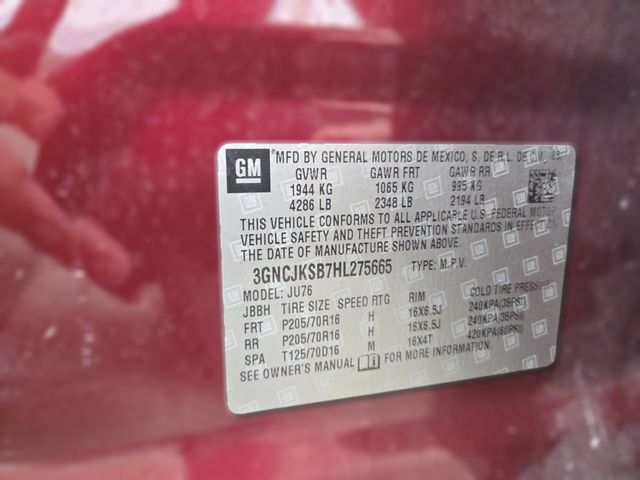 GM MFD BY GENERAL MOTORS DE MEXICO, S. DE R.L. DE C.V.
GVWR GAWR FRT GAWR RR
1944 KG 1065 KG 995 KG
4286 LB 2348 LB 2194 LB
THIS VEHICLE CONFORMS TO ALL APPLICABLE U.S. FEDERAL MOTOR
VEHICLE SAFETY AND THEFT PREVENTION STANDARDS IN EFFECT ON
THE DATE OF MANUFACTURE SHOWN ABOVE.
3GNCJKSB7HL275665 TYPE: M.P.V.
MODEL: JU76
JBBH TIRE SIZE SPEED RTG RIM COLD TIRE PRESSURE
FRT P205/70R16 H 16X6.5J 240KPA(35PSI)
RR P205/70R16 H 16X6.5J 240KPA(35PSI)
SPA T125/70D16 M 16X4T 420KPA(60PSI)
SEE OWNER'S MANUAL FOR MORE INFORMATION.